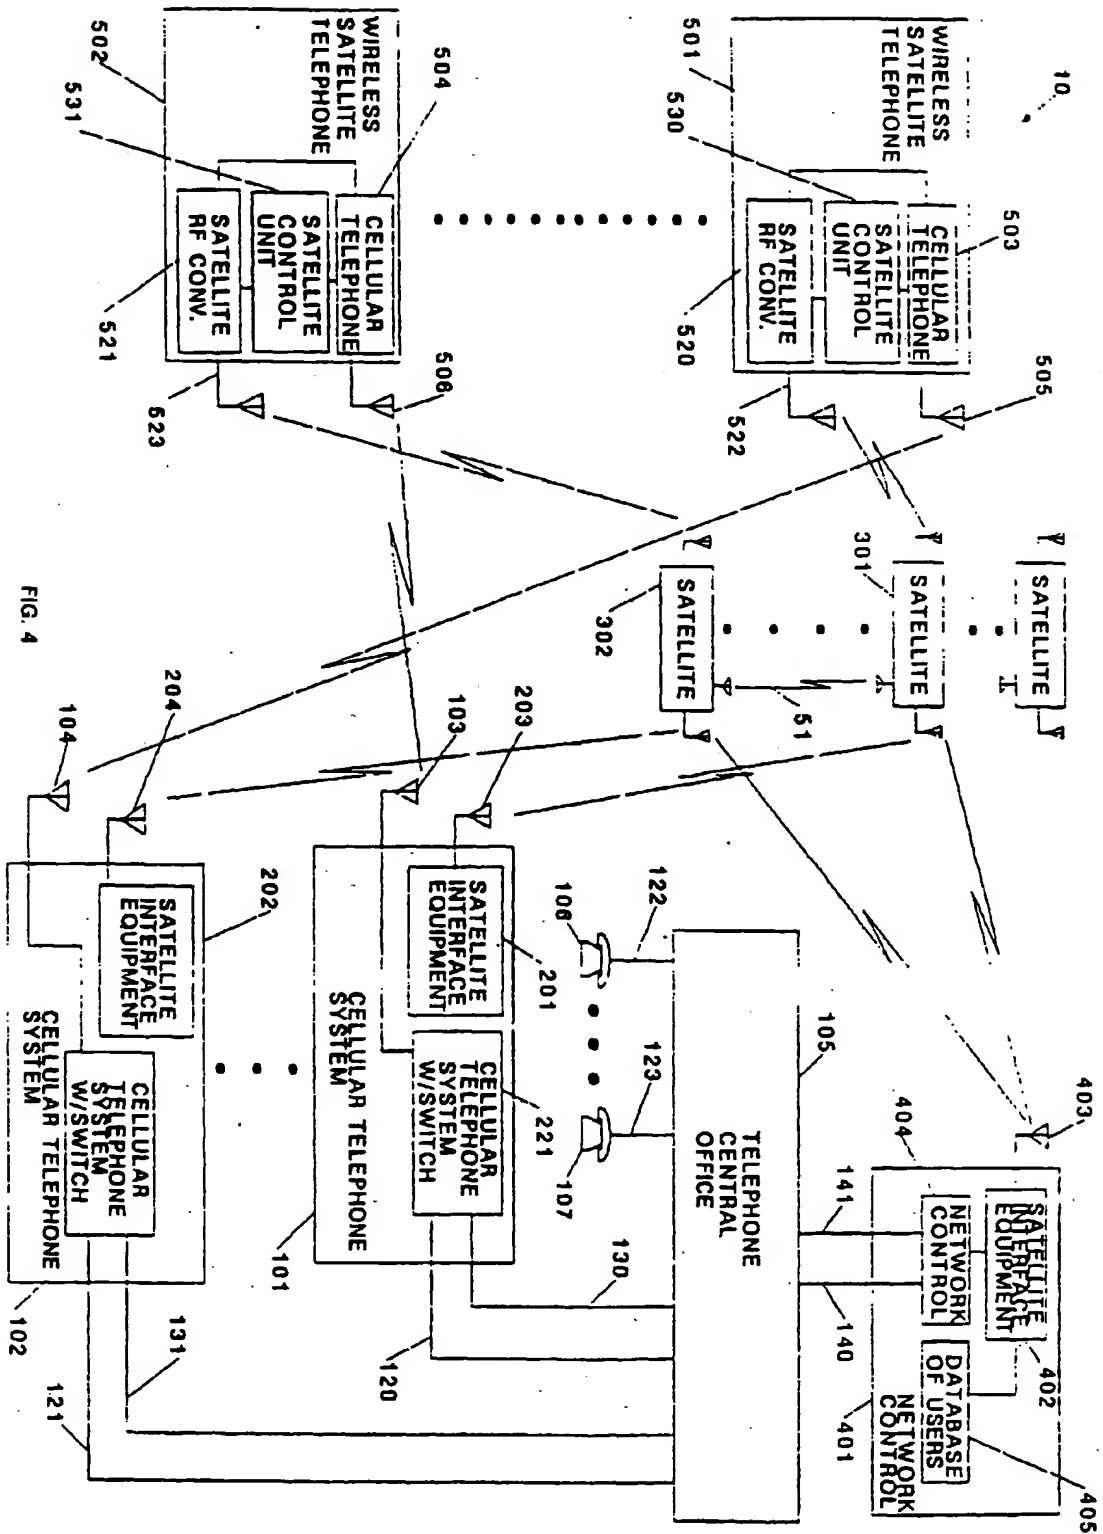 10
WIRELESS
SATELLITE
TELEPHONE
501
530
503
CELLULAR
TELEPHONE
SATELLITE
CONTROL
UNIT
SATELLITE
RF CONV.
520
505
522
WIRELESS
SATELLITE
TELEPHONE
502
531
504
CELLULAR
TELEPHONE
SATELLITE
CONTROL
UNIT
SATELLITE
RF CONV.
521
506
523
SATELLITE
301
SATELLITE
302
SATELLITE
51
203
103
204
104
403
404
SATELLITE
INTERFACE
EQUIPMENT
402
NETWORK
CONTROL
DATABASE
OF USERS
405
NETWORK
CONTROL
401
141
140
105
TELEPHONE
CENTRAL
OFFICE
122
106
123
107
SATELLITE
INTERFACE
EQUIPMENT
201
CELLULAR
TELEPHONE
SYSTEM
W/SWITCH
221
CELLULAR TELEPHONE
SYSTEM
101
130
120
202
SATELLITE
INTERFACE
EQUIPMENT
CELLULAR
TELEPHONE
SYSTEM
W/SWITCH
CELLULAR TELEPHONE
SYSTEM
102
131
121
FIG. 4